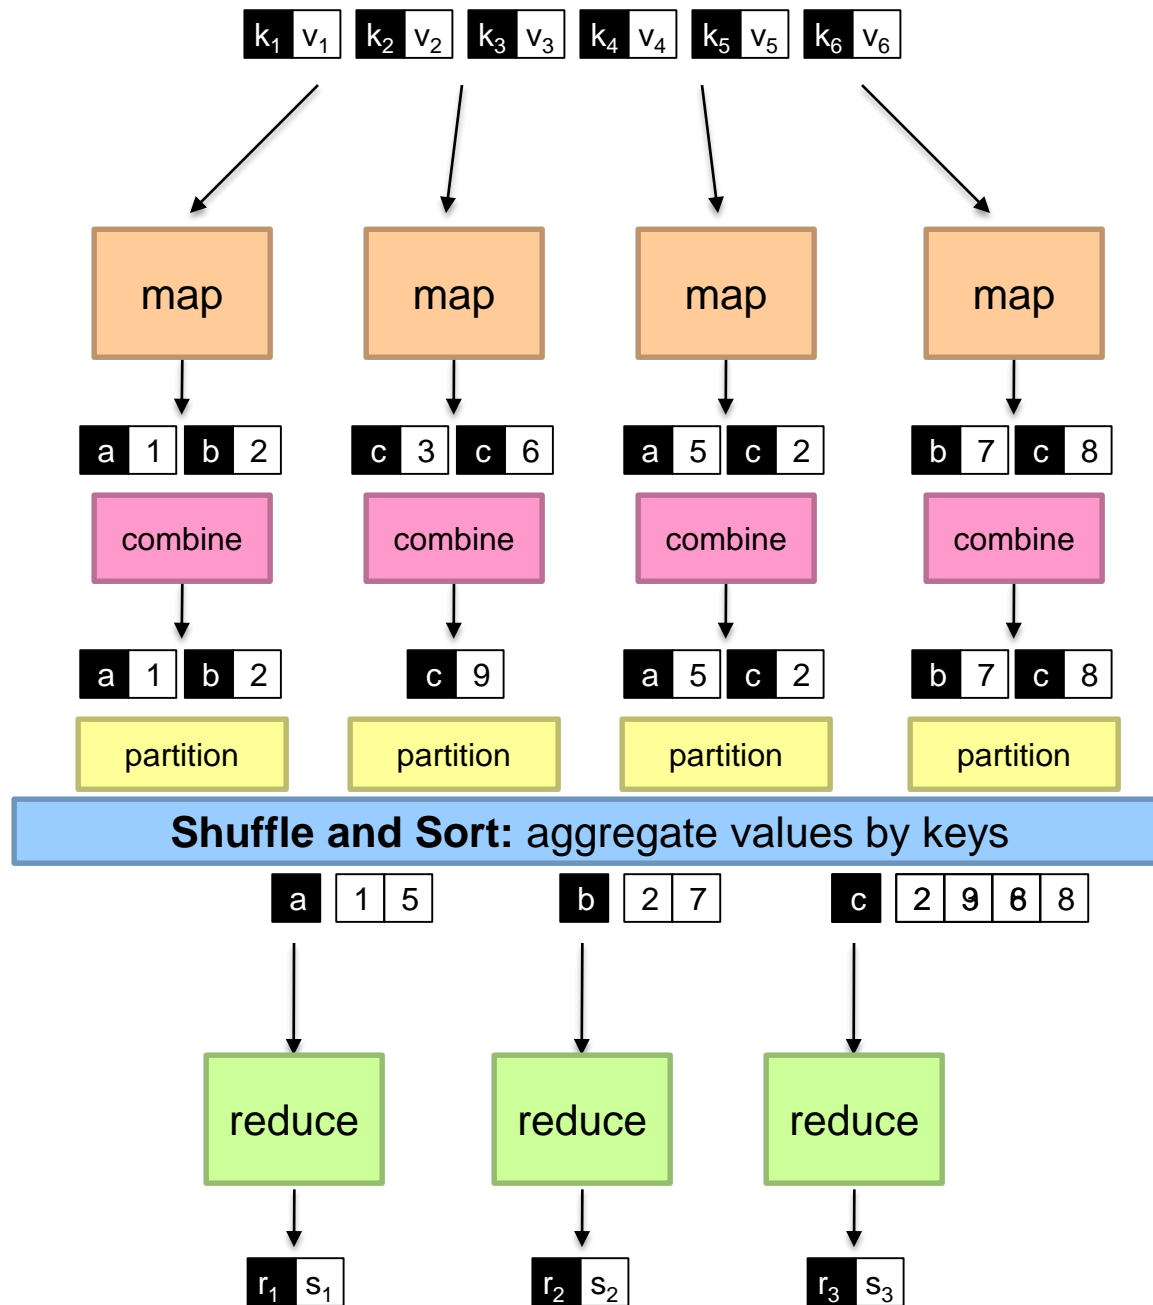 k₁ v₁ k₂ v₂ k₃ v₃ k₄ v₄ k₅ v₅ k₆ v₆
map map map map
a 1 b 2 c 3 c 6 a 5 c 2 b 7 c 8
combine combine combine combine
a 1 b 2 c 9 a 5 c 2 b 7 c 8
partition partition partition partition
Shuffle and Sort: aggregate values by keys
a 1 5 b 2 7 c 2 8
reduce reduce reduce
r₁ s₁ r₂ s₂ r₃ s₃